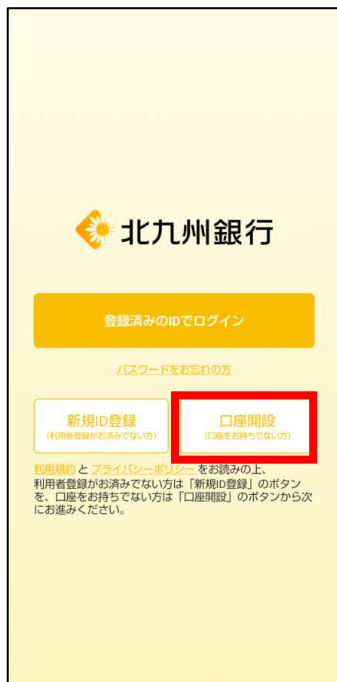 北九州銀行
登録済みのIDでログイン
パスワードをお忘れの方
新規ID登録
(利用者登録がお済みでない方)
口座開設
(口座をお持ちでない方)
利用規約 と プライバシーポリシー をお読みの上、
利用者登録がお済みでない方は「新規ID登録」のボタン
を、口座をお持ちでない方は「口座開設」のボタンから次
にお進みください。